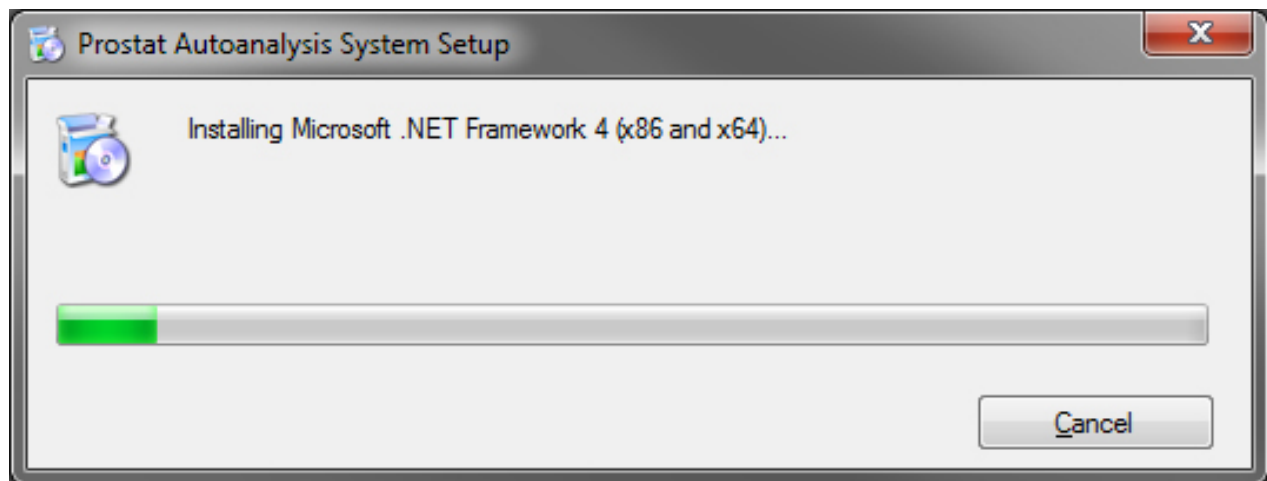 Prostat Autoanalysis System Setup
Installing Microsoft .NET Framework 4 (x86 and x64)...
Cancel